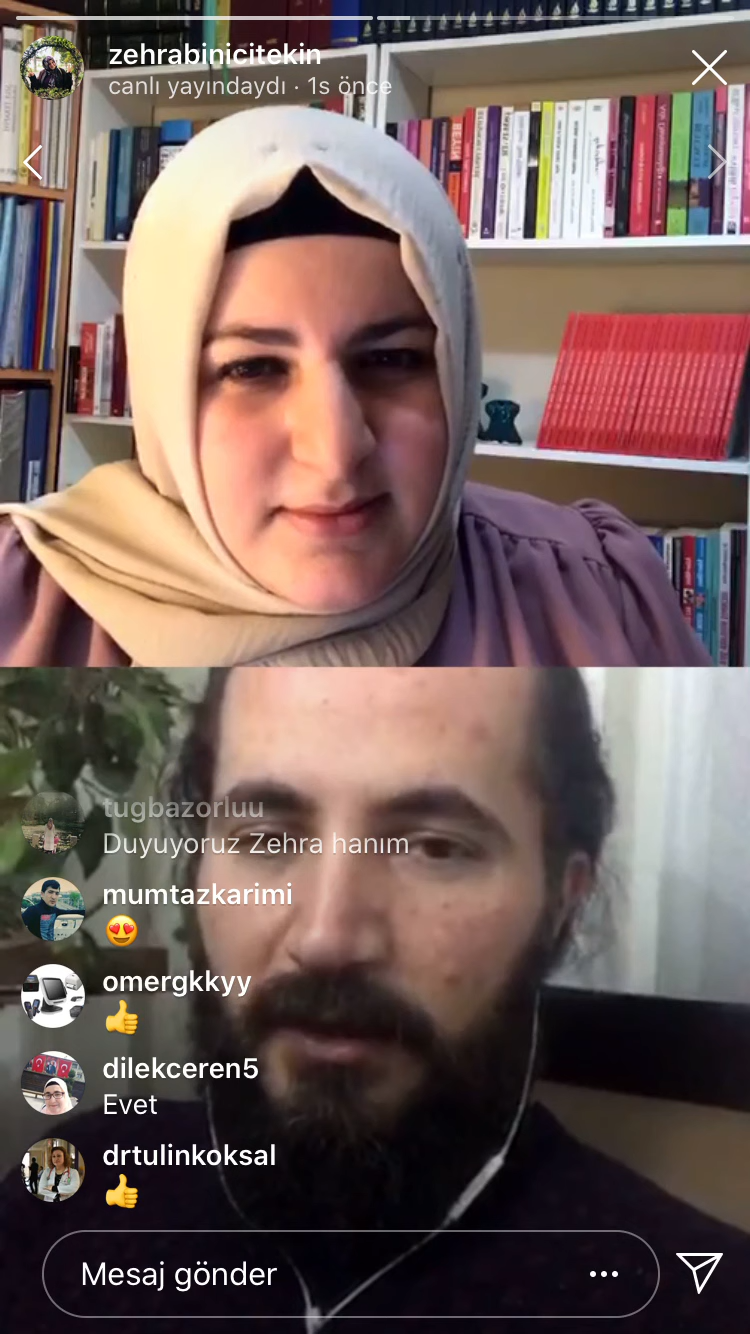 zehrabinicitekin
canlı yayındaydı · 1s önce
tugbazorluu
Duyuyoruz Zehra hanım
mumtazkarimi
😍
omergkkyy
👍
dilekceren5
Evet
drtulinkoksal
👍
Mesaj gönder